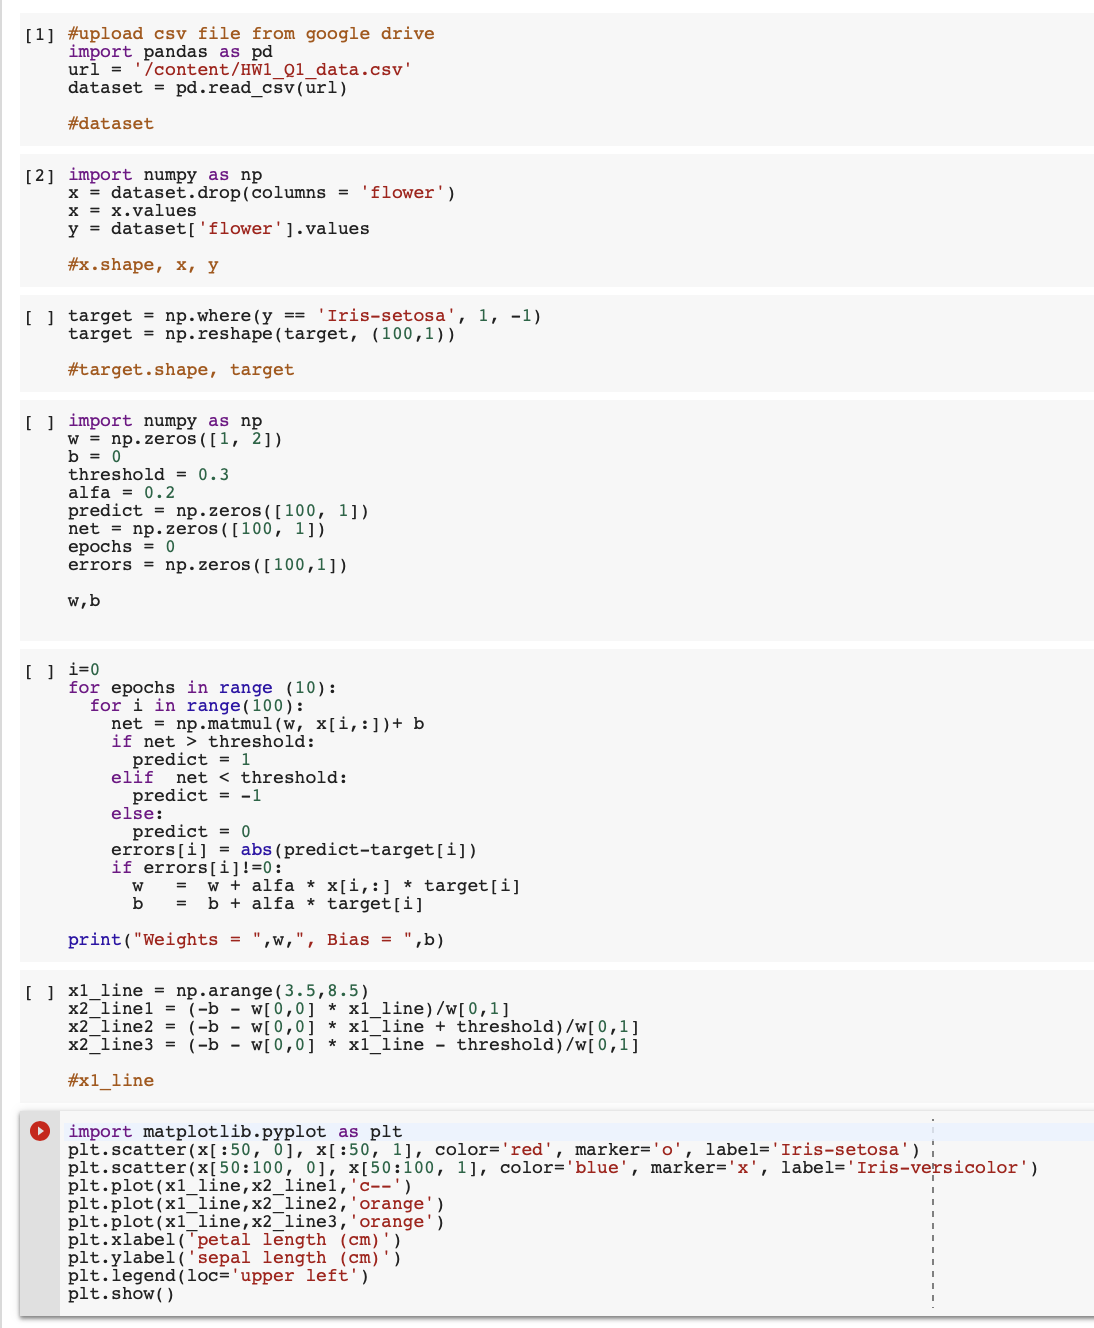 [1] #upload csv file from google drive
import pandas as pd
url = '/content/HW1_Q1_data.csv'
dataset = pd.read_csv(url)
#dataset
[2] import numpy as np
x = dataset.drop(columns = 'flower')
x = x.values
y = dataset['flower'].values
#x.shape, x, y
[ ] target = np.where(y == 'Iris-setosa', 1, -1)
target = np.reshape(target, (100,1))
#target.shape, target
[ ] import numpy as np
w = np.zeros([1, 2])
b = 0
threshold = 0.3
alfa = 0.2
predict = np.zeros([100, 1])
net = np.zeros([100, 1])
epochs = 0
errors = np.zeros([100,1])
w,b
[ ] i=0
for epochs in range (10):
  for i in range(100):
    net = np.matmul(w, x[i,:])+ b
    if net > threshold:
      predict = 1
    elif  net < threshold:
      predict = -1
    else:
      predict = 0
    errors[i] = abs(predict-target[i])
    if errors[i]!=0:
      w   =  w + alfa * x[i,:] * target[i]
      b   =  b + alfa * target[i]
print("Weights = ",w,", Bias = ",b)
[ ] x1_line = np.arange(3.5,8.5)
x2_line1 = (-b - w[0,0] * x1_line)/w[0,1]
x2_line2 = (-b - w[0,0] * x1_line + threshold)/w[0,1]
x2_line3 = (-b - w[0,0] * x1_line - threshold)/w[0,1]
#x1_line
import matplotlib.pyplot as plt
plt.scatter(x[:50, 0], x[:50, 1], color='red', marker='o', label='Iris-setosa')
plt.scatter(x[50:100, 0], x[50:100, 1], color='blue', marker='x', label='Iris-versicolor')
plt.plot(x1_line,x2_line1,'c--')
plt.plot(x1_line,x2_line2,'orange')
plt.plot(x1_line,x2_line3,'orange')
plt.xlabel('petal length (cm)')
plt.ylabel('sepal length (cm)')
plt.legend(loc='upper left')
plt.show()